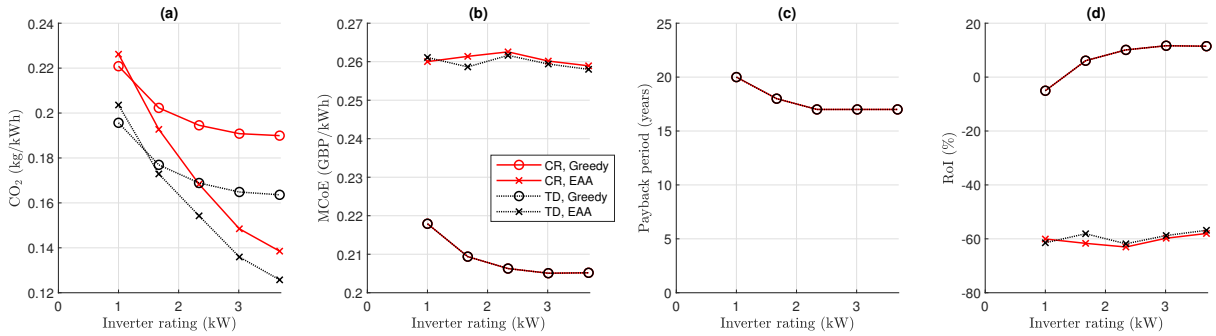 (a)
0.24
0.22
0.2
0.18
0.16
0.14
0.12
0
1
2
3
CO2 (kg/kWh)
Inverter rating (kW)
(b)
0.27
0.26
0.25
0.24
0.23
0.22
0.21
0.2
0
1
2
3
MCoE (GBP/kWh)
Inverter rating (kW)
CR, Greedy
CR, EAA
TD, Greedy
TD, EAA
(c)
25
20
15
10
5
0
0
1
2
3
Payback period (years)
Inverter rating (kW)
(d)
20
0
-20
-40
-60
-80
0
1
2
3
RoI (%)
Inverter rating (kW)